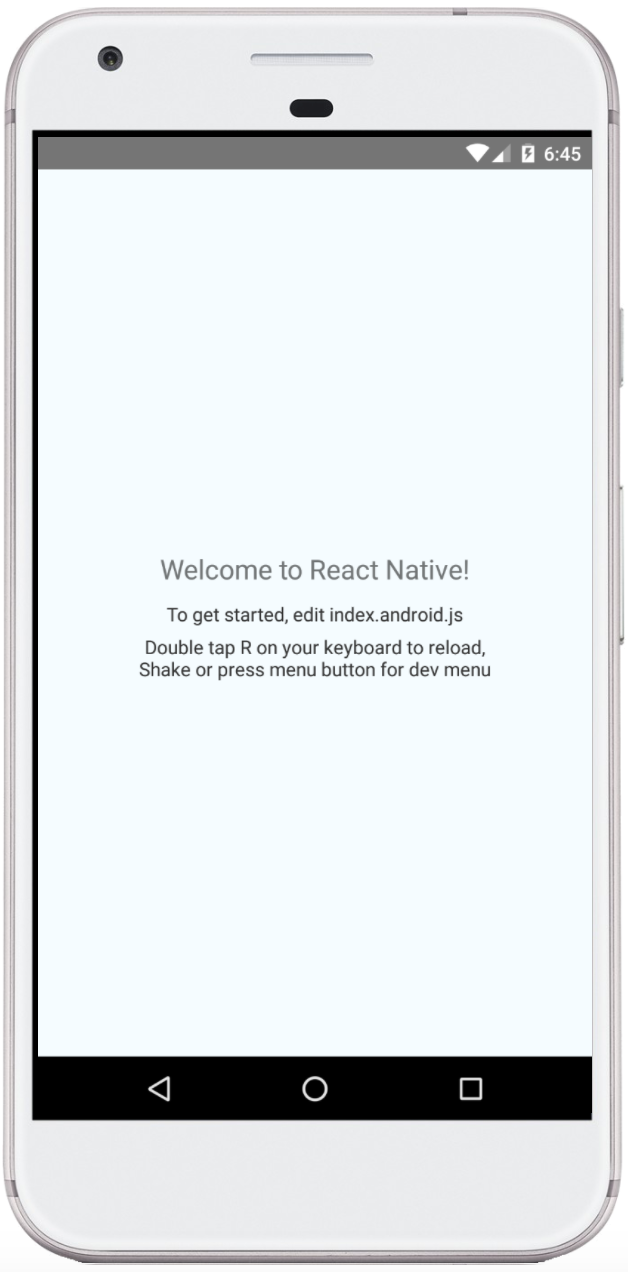 6:45
Welcome to React Native!
To get started, edit index.android.js
Double tap R on your keyboard to reload,
Shake or press menu button for dev menu